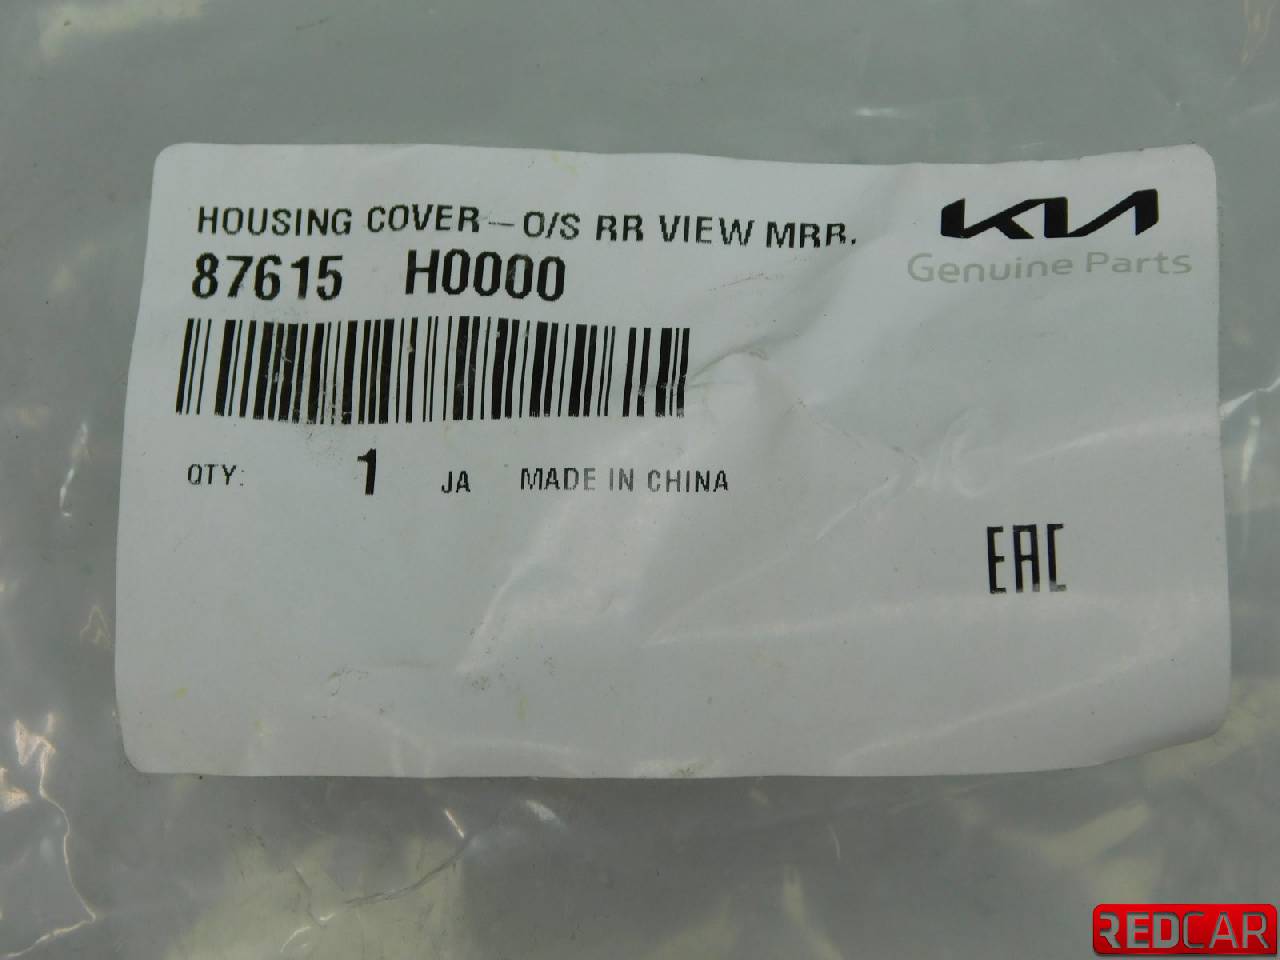 HOUSING COVER-O/S RR VIEW MRR.
87615 H0000
KIA
Genuine Parts
QTY: 1 JA MADE IN CHINA
EAC
REDCAR